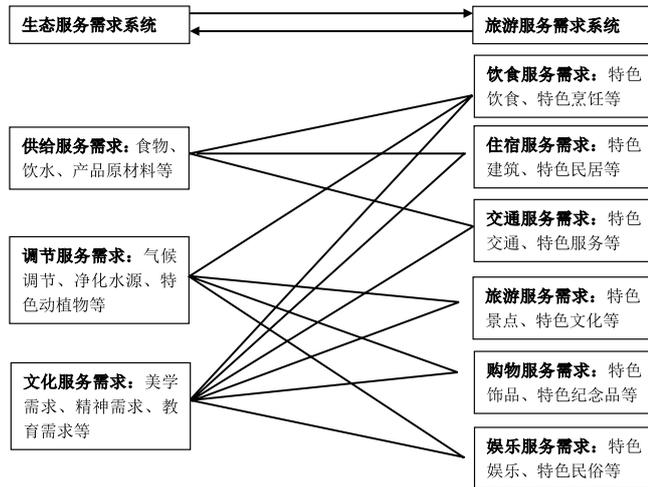 生态服务需求系统
旅游服务需求系统
供给服务需求：食物、
饮水、产品原材料等
调节服务需求：气候
调节、净化水源、特
色动植物等
文化服务需求：美学
需求、精神需求、教
育需求等
饮食服务需求：特色
饮食、特色烹饪等
住宿服务需求：特色
建筑、特色民居等
交通服务需求：特色
交通、特色服务等
旅游服务需求：特色
景点、特色文化等
购物服务需求：特色
饰品、特色纪念品等
娱乐服务需求：特色
娱乐、特色民俗等